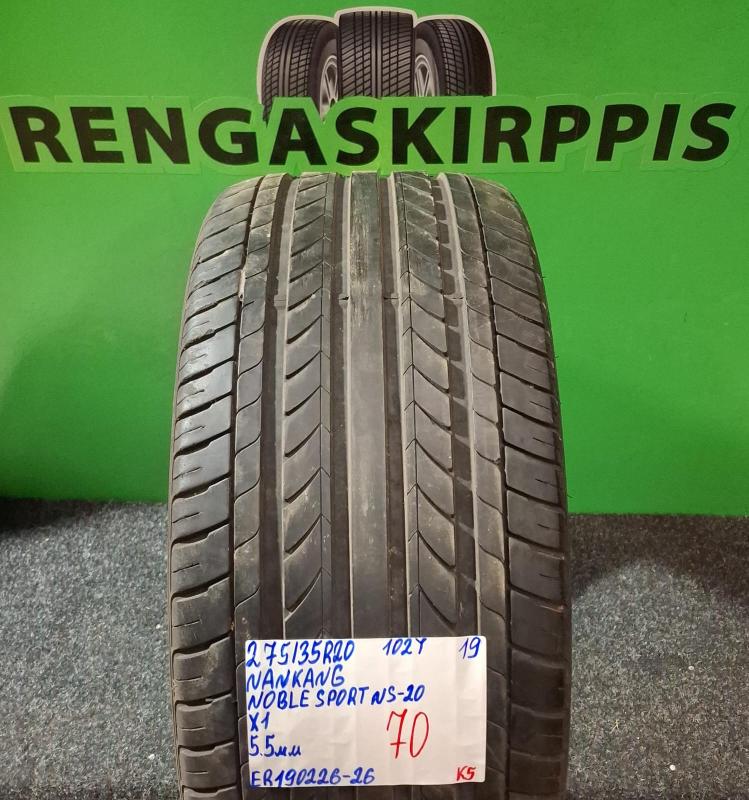 RENGASKIRPPIS
275/35R20 102Y 19
NANKANG
NOBLE SPORT NS-20
X1
5.5мм 70
ER190226-26 K5